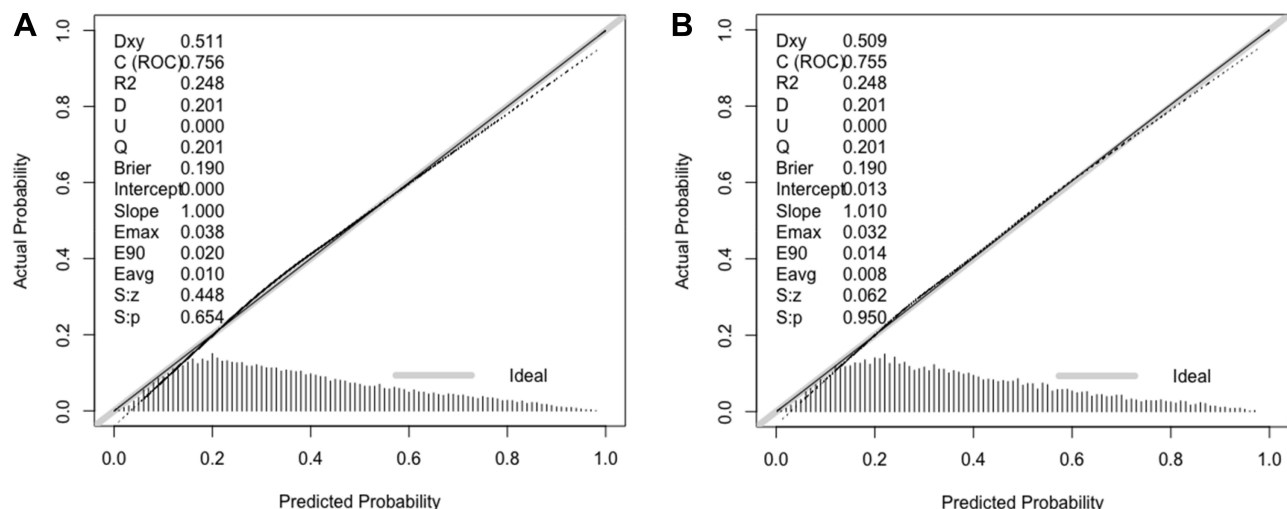 A
Dxy 0.511
C (ROC) 0.756
R2 0.248
D 0.201
U 0.000
Q 0.201
Brier 0.190
Intercept 0.000
Slope 1.000
Emax 0.038
E90 0.020
Eavg 0.010
S:z 0.448
S:p 0.654
Ideal
Actual Probability
0.0 0.2 0.4 0.6 0.8 1.0
0.0 0.2 0.4 0.6 0.8 1.0
Predicted Probability
B
Dxy 0.509
C (ROC) 0.755
R2 0.248
D 0.201
U 0.000
Q 0.201
Brier 0.190
Intercept 0.013
Slope 1.010
Emax 0.032
E90 0.014
Eavg 0.008
S:z 0.062
S:p 0.950
Ideal
Actual Probability
0.0 0.2 0.4 0.6 0.8 1.0
0.0 0.2 0.4 0.6 0.8 1.0
Predicted Probability